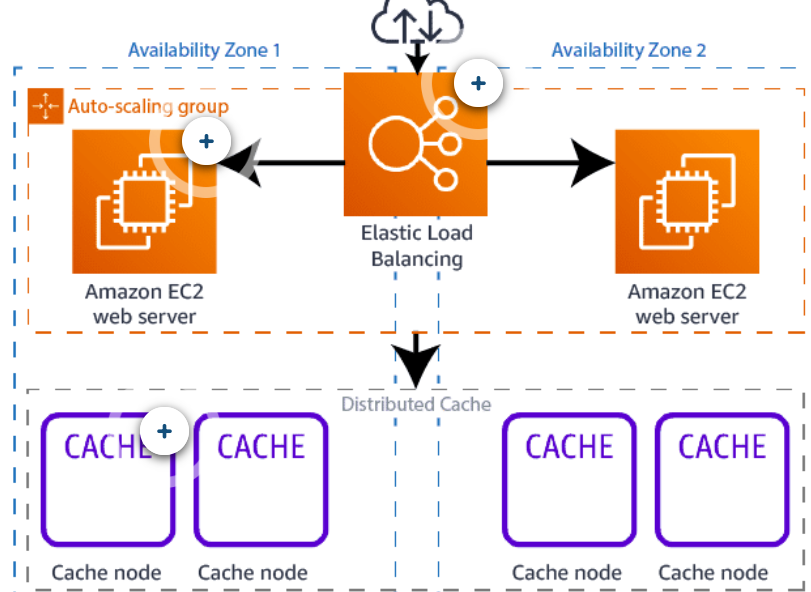 Availability Zone 1
Availability Zone 2
Auto-scaling group
Elastic Load
Balancing
Amazon EC2
web server
Amazon EC2
web server
Distributed Cache
CACHE
CACHE
CACHE
CACHE
Cache node
Cache node
Cache node
Cache node